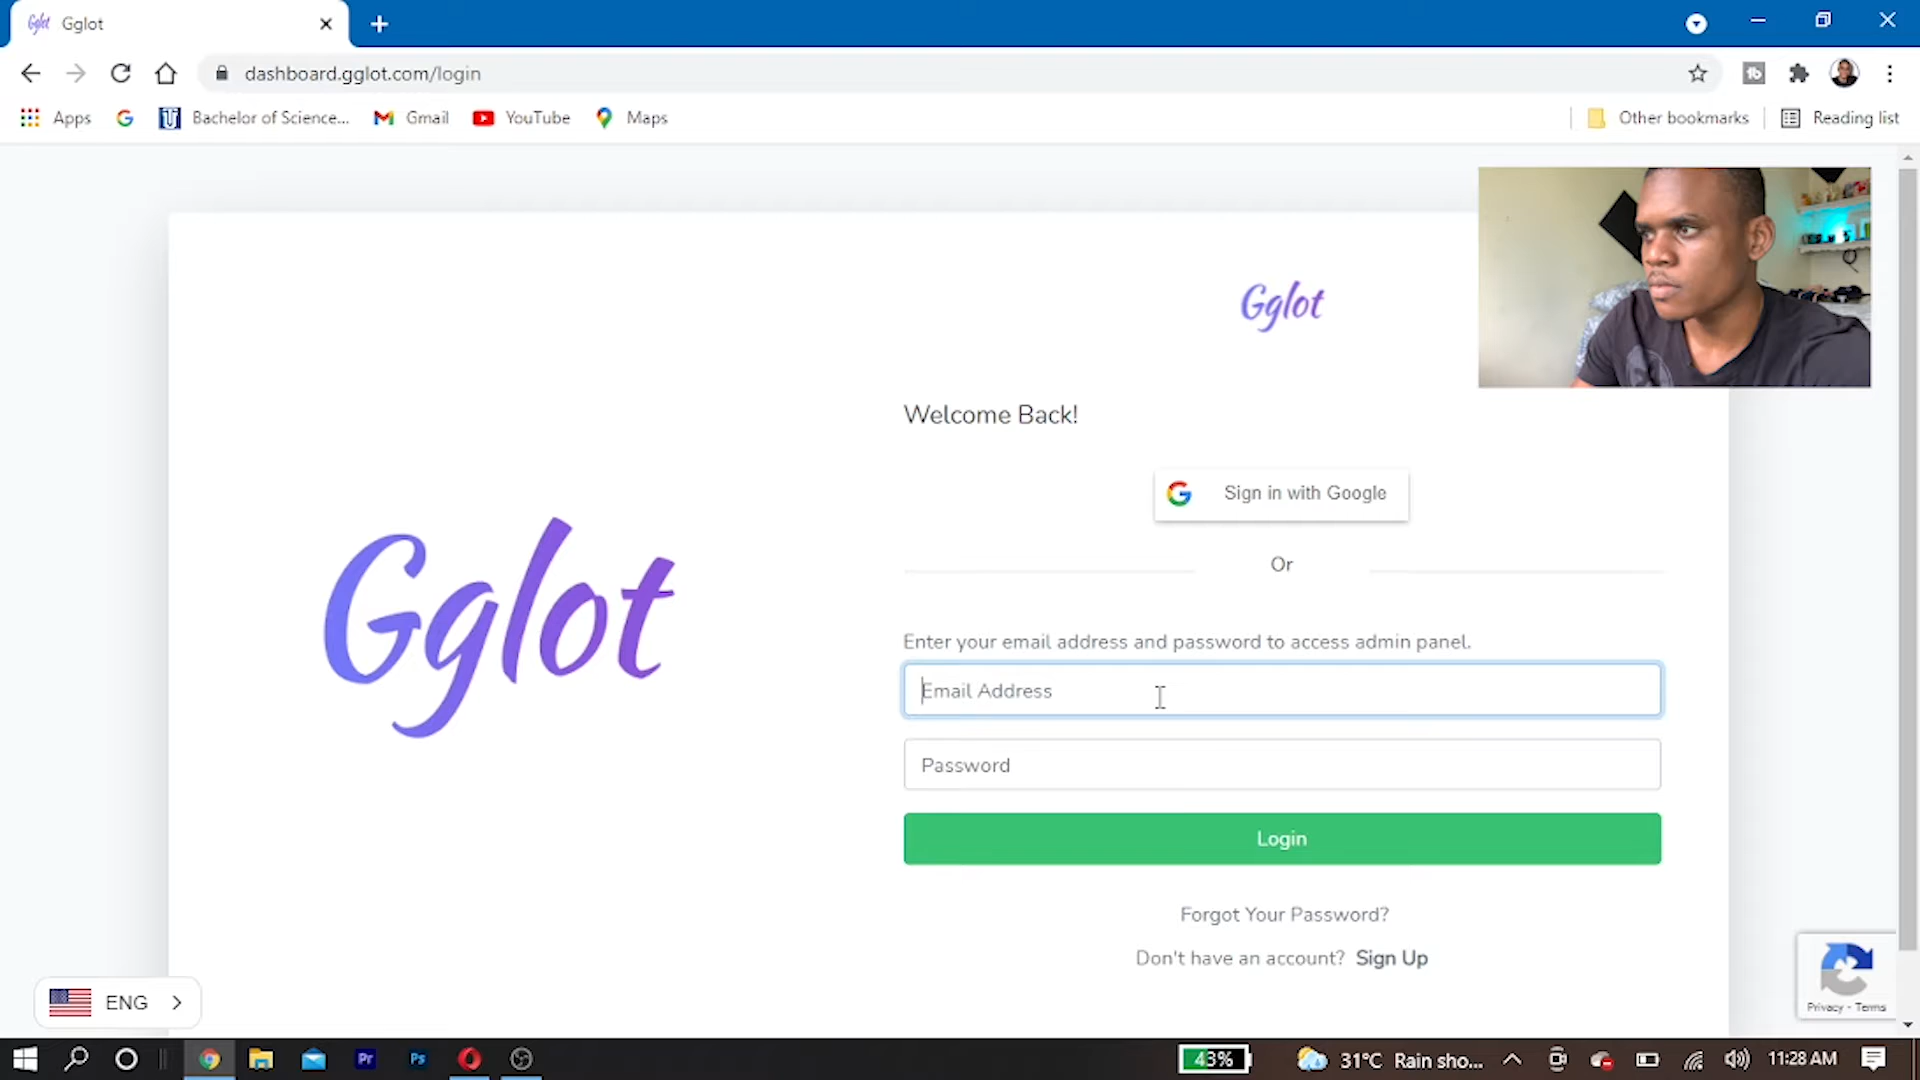 Gglot
Gglot
dashboard.gglot.com/login
Apps
Bachelor of Science...
Gmail
YouTube
Maps
Other bookmarks
Reading list
Gglot
Welcome Back!
Sign in with Google
Or
Gglot
Enter your email address and password to access admin panel.
Email Address
Password
Login
Forgot Your Password?
Don't have an account? Sign Up
Privacy - Terms
ENG
Pr
Ps
43%
31°C Rain sho...
11:28 AM